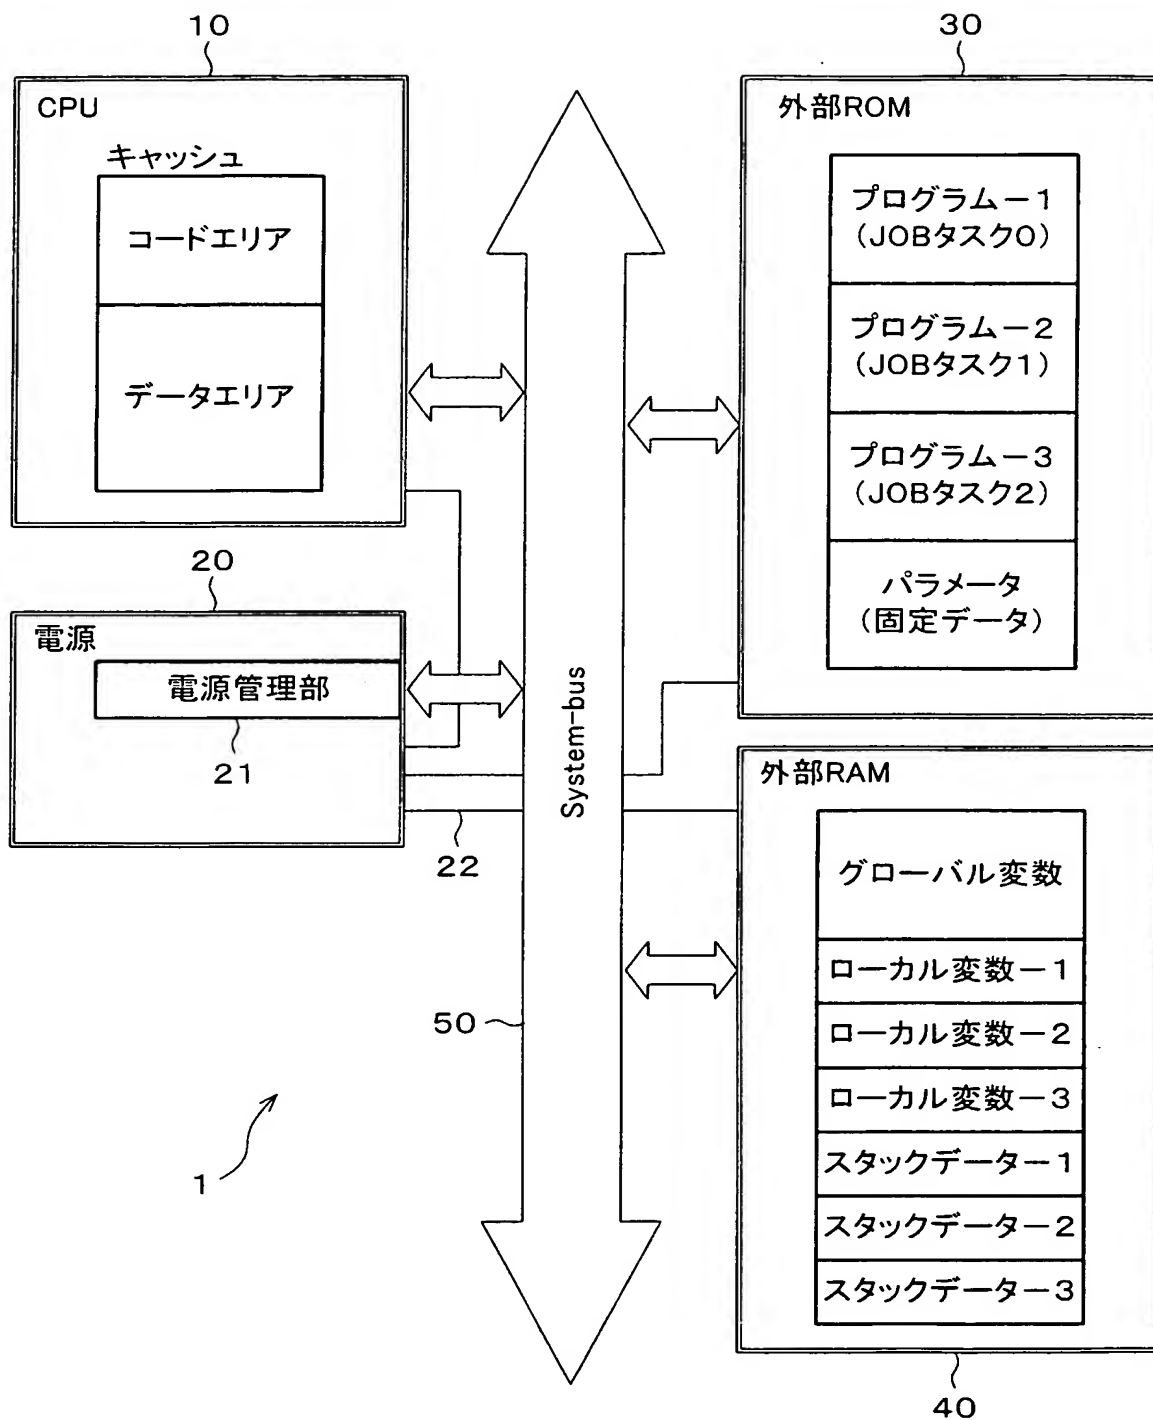 10
CPU
キャッシュ
コードエリア
データエリア
20
電源
電源管理部
21
22
System-bus
50
1
30
外部ROM
プログラム－1
(JOBタスク0)
プログラム－2
(JOBタスク1)
プログラム－3
(JOBタスク2)
パラメータ
(固定データ)
外部RAM
グローバル変数
ローカル変数－1
ローカル変数－2
ローカル変数－3
スタックデータ－1
スタックデータ－2
スタックデータ－3
40